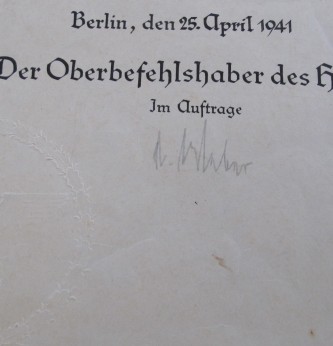 Berlin, den 25. April 1941
Der Oberbefehlshaber des H
Im Auftrage